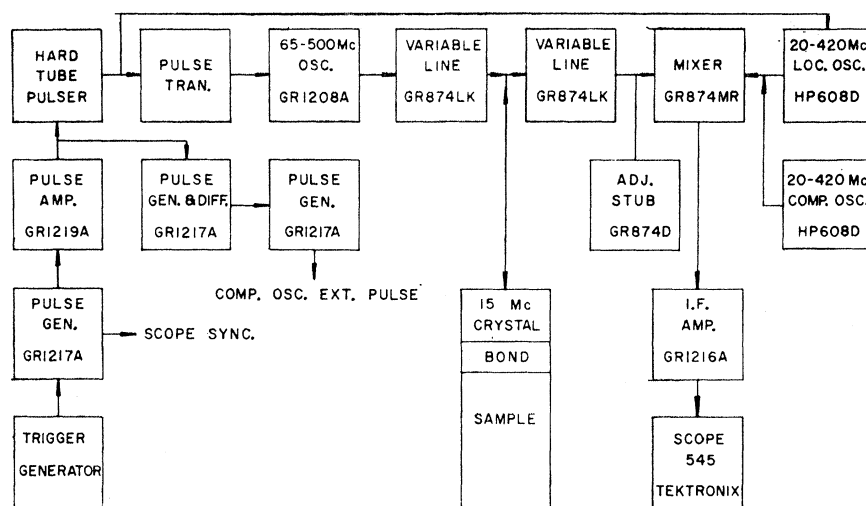 HARD
TUBE
PULSER
PULSE
TRAN.
65-500Mc
OSC.
GR1208A
VARIABLE
LINE
GR874LK
VARIABLE
LINE
GR874LK
MIXER
GR874MR
20-420Mc
LOC. OSC.
HP608D
PULSE
AMP.
GR1219A
PULSE
GEN. & DIFF.
GR1217A
PULSE
GEN.
GR1217A
ADJ.
STUB
GR874D
20-420 Mc
COMP. OSC.
HP608D
COMP. OSC. EXT. PULSE
PULSE
GEN.
GR1217A
SCOPE SYNC.
15 Mc
CRYSTAL
BOND
SAMPLE
I.F.
AMP.
GR1216A
TRIGGER
GENERATOR
SCOPE
545
TEKTRONIX